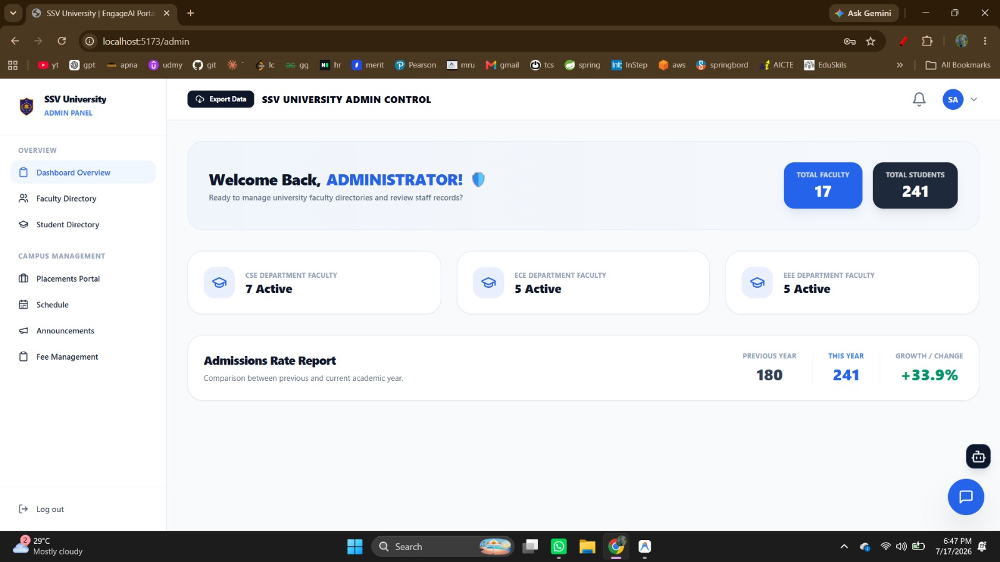 SSV University | EngageAI Porta
Ask Gemini
localhost:5173/admin
yt
gpt
apna
udmy
git
lc
gg
hr
merit
Pearson
mru
gmail
tcs
spring
InStep
aws
springbord
AICTE
EduSkils
»
All Bookmarks
SSV University
ADMIN PANEL
Export Data
SSV UNIVERSITY ADMIN CONTROL
SA
OVERVIEW
Dashboard Overview
Faculty Directory
Student Directory
CAMPUS MANAGEMENT
Placements Portal
Schedule
Announcements
Fee Management
Log out
Welcome Back, ADMINISTRATOR!
Ready to manage university faculty directories and review staff records?
TOTAL FACULTY
17
TOTAL STUDENTS
241
CSE DEPARTMENT FACULTY
7 Active
ECE DEPARTMENT FACULTY
5 Active
EEE DEPARTMENT FACULTY
5 Active
Admissions Rate Report
Comparison between previous and current academic year.
PREVIOUS YEAR
180
THIS YEAR
241
GROWTH / CHANGE
+33.9%
2
29°C
Mostly cloudy
Search
6:47 PM
7/17/2026